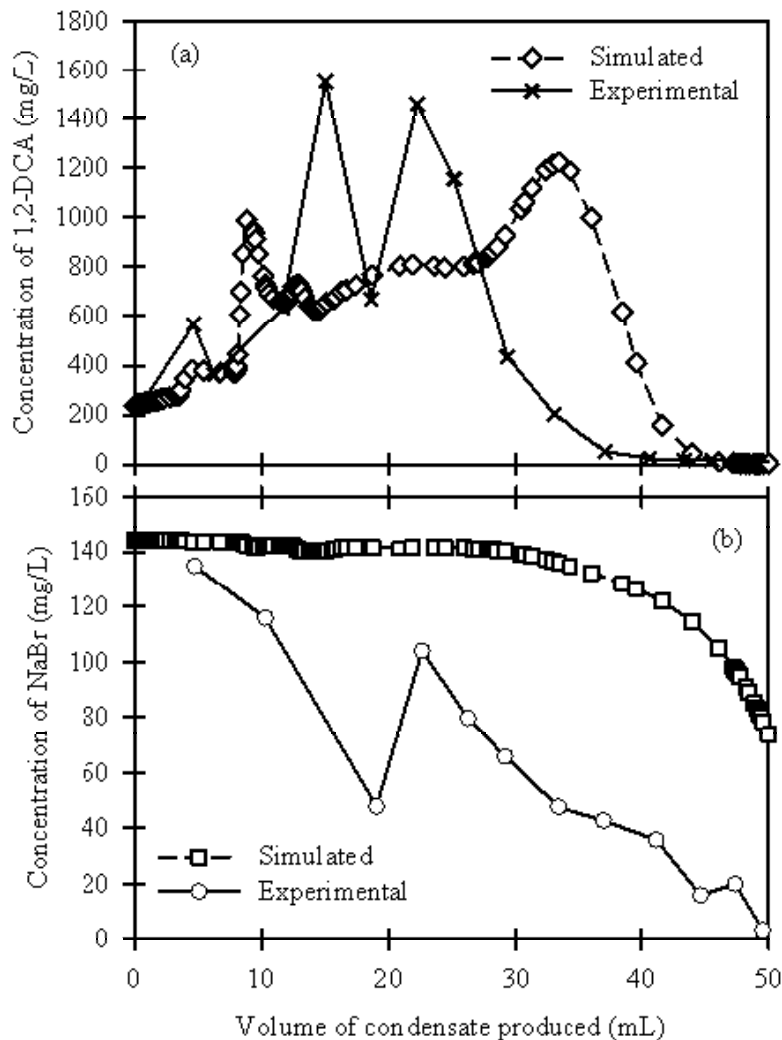 1800
1600
1400
1200
1000
800
600
400
200
0
Concentration of 1,2-DCA (mg/L)
(a)
Simulated
Experimental
160
140
120
100
80
60
40
20
0
Concentration of NaBr (mg/L)
(b)
Simulated
Experimental
0 10 20 30 40 50
Volume of condensate produced (mL)